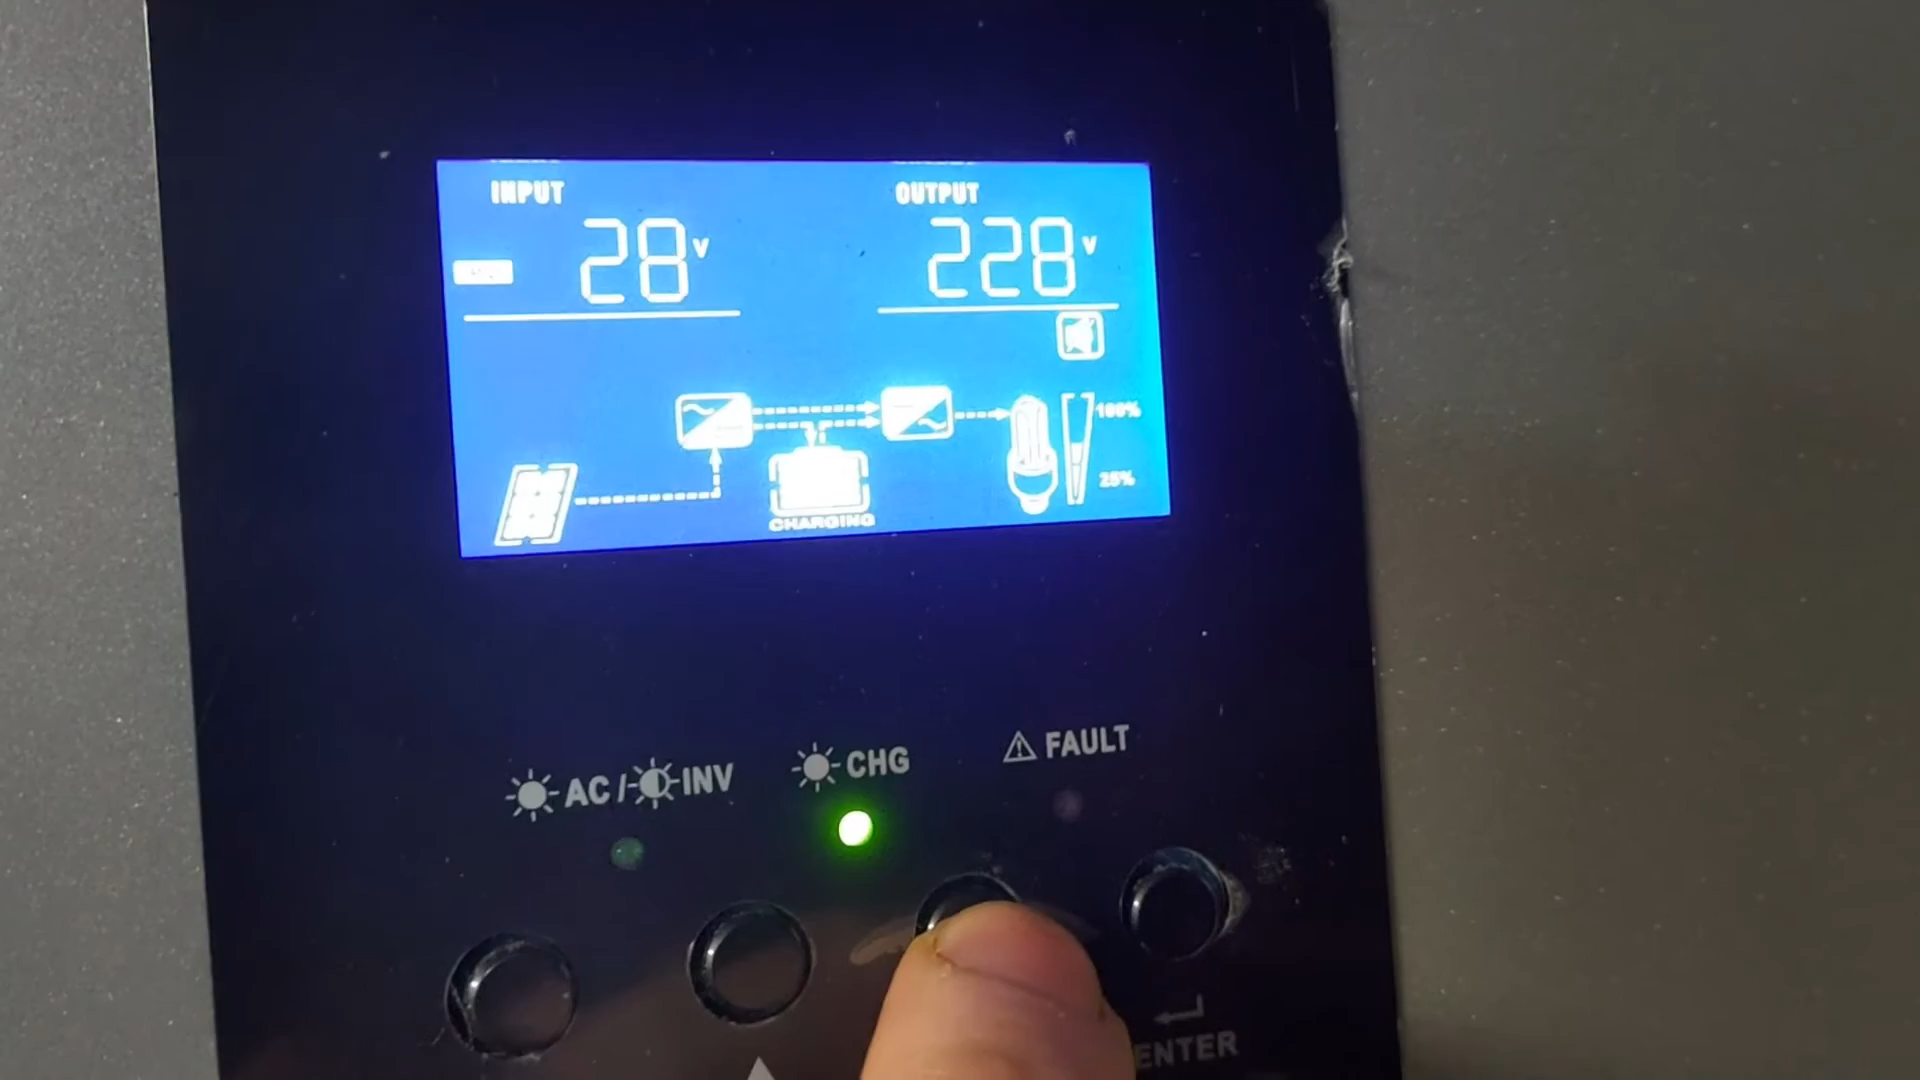 INPUT
OUTPUT
28V
228V
100%
25%
CHARGING
AC / INV
CHG
FAULT
ENTER